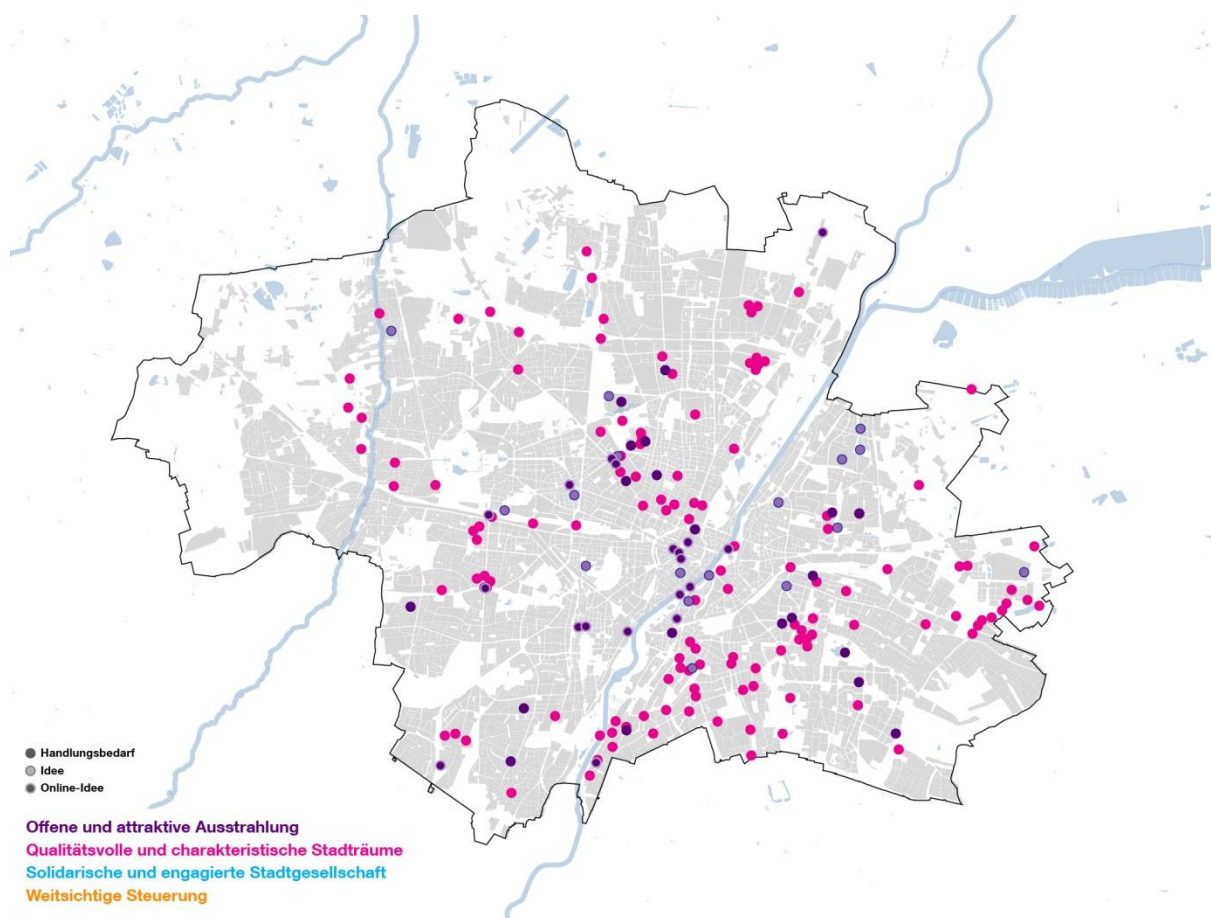 Handlungsbedarf
Idee
Online-Idee
Offene und attraktive Ausstrahlung
Qualitätsvolle und charakteristische Stadträume
Solidarische und engagierte Stadtgesellschaft
Weitsichtige Steuerung